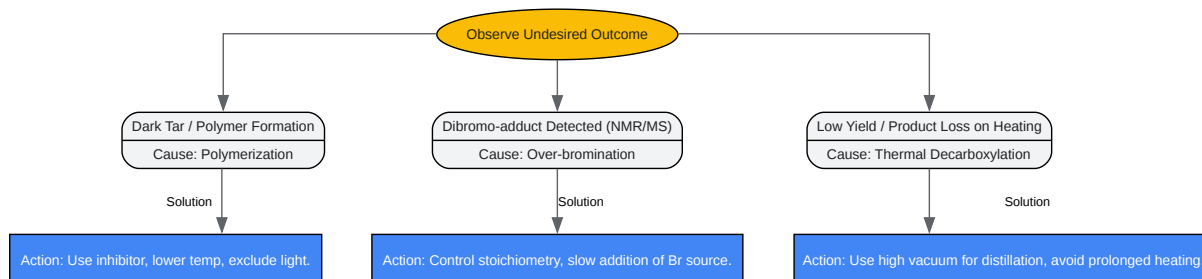 Observe Undesired Outcome
Dark Tar / Polymer Formation
Cause: Polymerization
Dibromo-adduct Detected (NMR/MS)
Cause: Over-bromination
Low Yield / Product Loss on Heating
Cause: Thermal Decarboxylation
Solution
Solution
Solution
Action: Use inhibitor, lower temp, exclude light.
Action: Control stoichiometry, slow addition of Br source.
Action: Use high vacuum for distillation, avoid prolonged heating